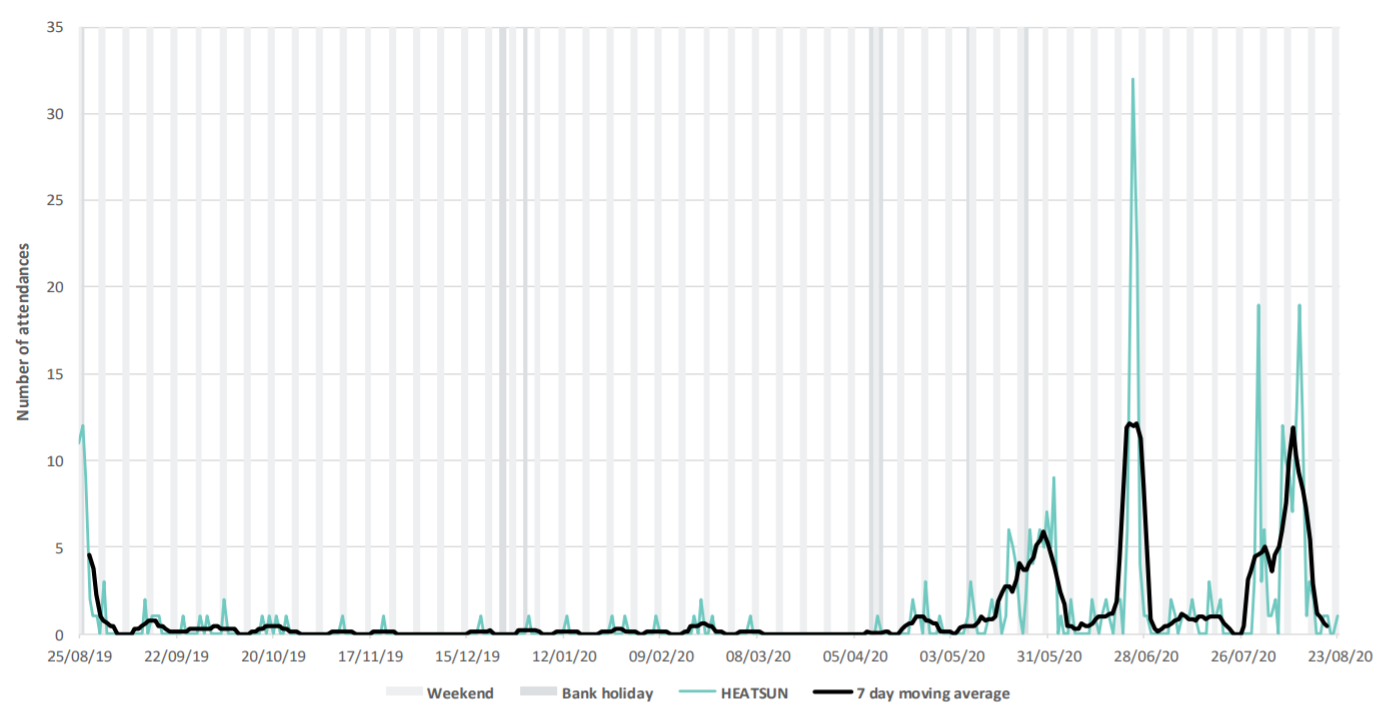 35
30
25
20
15
10
5
0
Number of attendances
25/08/19 22/09/19 20/10/19 17/11/19 15/12/19 12/01/20 09/02/20 08/03/20 05/04/20 03/05/20 31/05/20 28/06/20 26/07/20 23/08/20
Weekend Bank holiday HEATSUN 7 day moving average